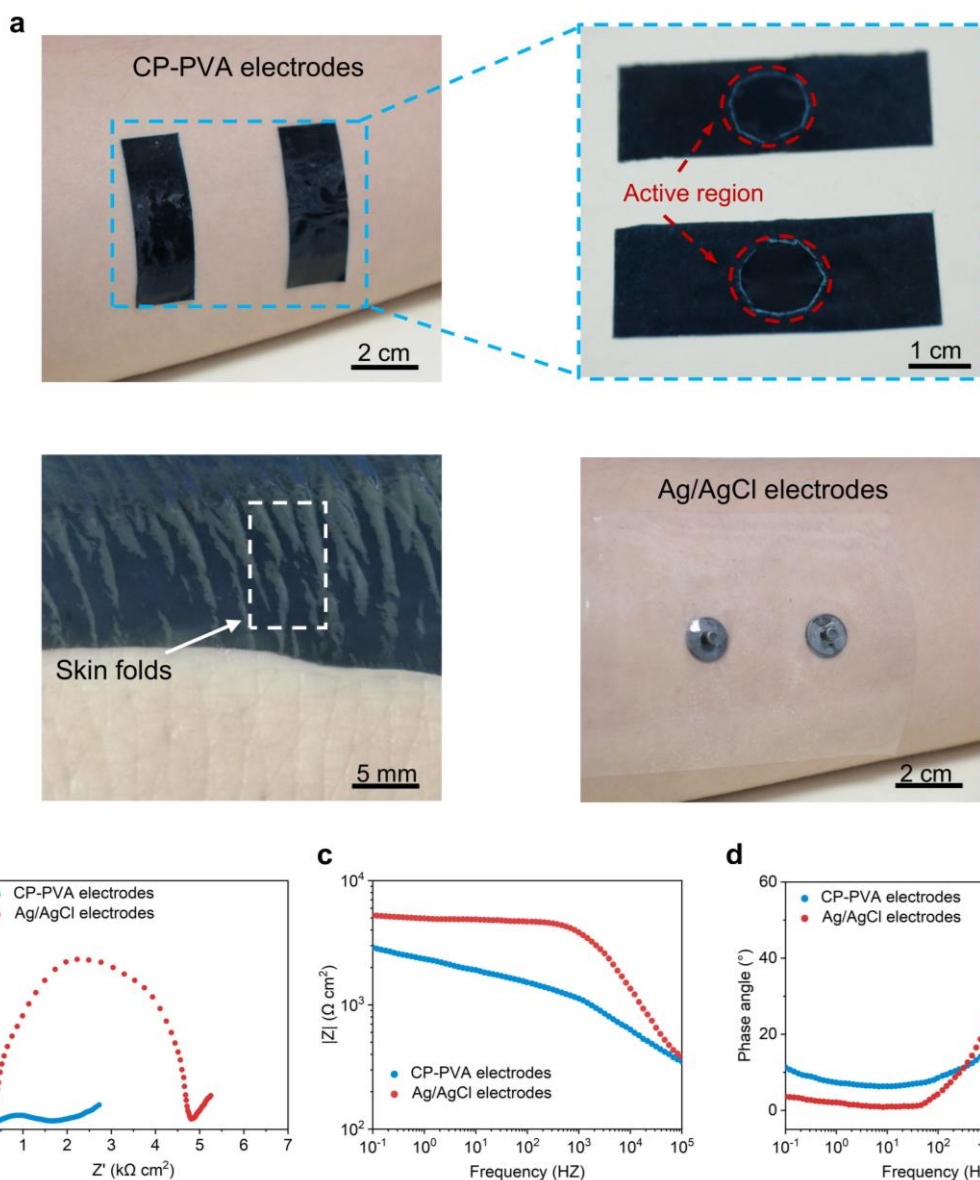 a
CP-PVA electrodes
2 cm
Active region
1 cm
Skin folds
5 mm
Ag/AgCl electrodes
2 cm
CP-PVA electrodes
Ag/AgCl electrodes
1 2 3 4 5 6 7
Z' (kΩ cm²)
c
10⁴
10³
10²
|Z| (Ω cm²)
CP-PVA electrodes
Ag/AgCl electrodes
10⁻¹ 10⁰ 10¹ 10² 10³ 10⁴ 10⁵
Frequency (HZ)
d
60
40
20
0
Phase angle (°)
CP-PVA electrodes
Ag/AgCl electrodes
10⁻¹ 10⁰ 10¹ 10²
Frequency (H